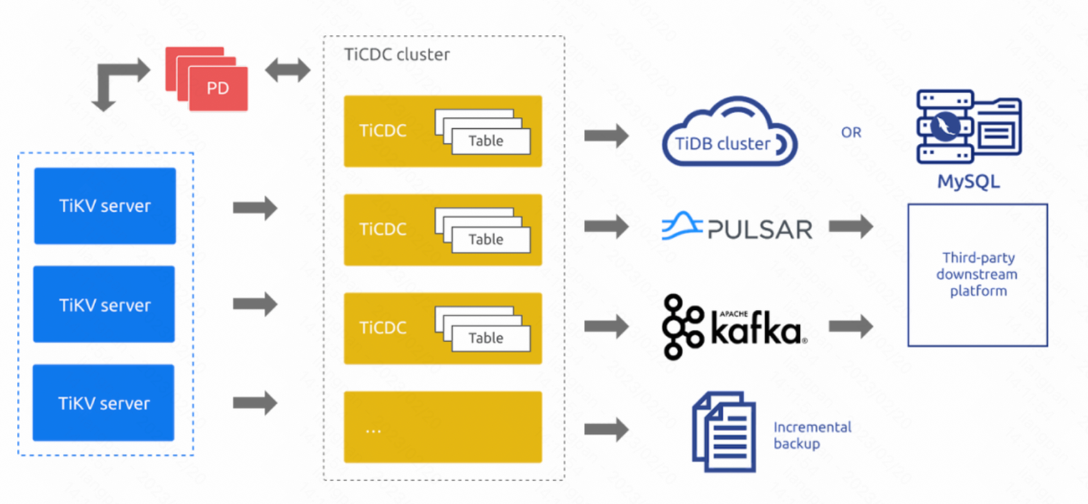 TiCDC cluster
PD
TiCDC
Table
TiKV server
TiCDC
Table
TiKV server
TiCDC
Table
TiKV server
...
TiDB cluster
OR
MySQL
PULSAR
Third-party
downstream
platform
APACHE
kafka®
Incremental
backup